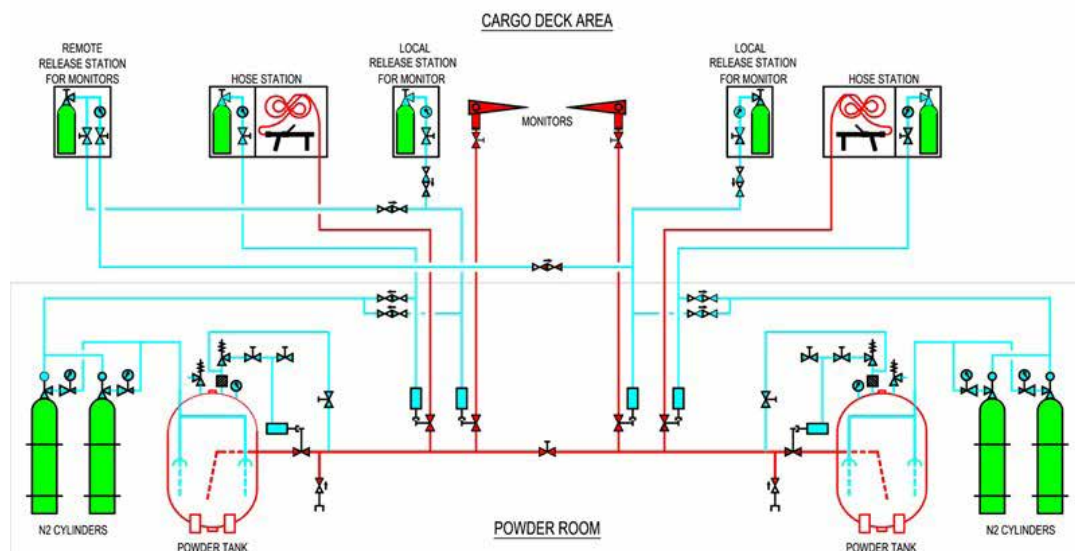 CARGO DECK AREA
REMOTE
RELEASE STATION
FOR MONITORS
HOSE STATION
LOCAL
RELEASE STATION
FOR MONITOR
MONITORS
LOCAL
RELEASE STATION
FOR MONITOR
HOSE STATION
N2 CYLINDERS
POWDER TANK
POWDER ROOM
POWDER TANK
N2 CYLINDERS